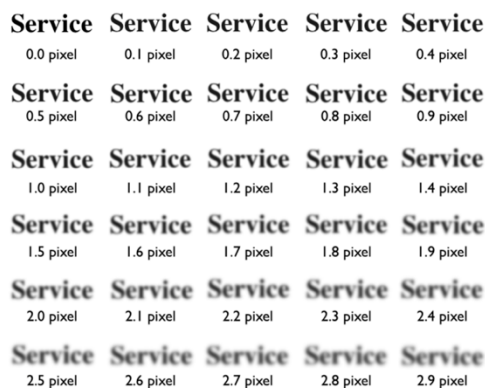 Service Service Service Service Service
0.0 pixel 0.1 pixel 0.2 pixel 0.3 pixel 0.4 pixel
Service Service Service Service Service
0.5 pixel 0.6 pixel 0.7 pixel 0.8 pixel 0.9 pixel
Service Service Service Service Service
1.0 pixel 1.1 pixel 1.2 pixel 1.3 pixel 1.4 pixel
Service Service Service Service Service
1.5 pixel 1.6 pixel 1.7 pixel 1.8 pixel 1.9 pixel
Service Service Service Service Service
2.0 pixel 2.1 pixel 2.2 pixel 2.3 pixel 2.4 pixel
Service Service Service Service Service
2.5 pixel 2.6 pixel 2.7 pixel 2.8 pixel 2.9 pixel